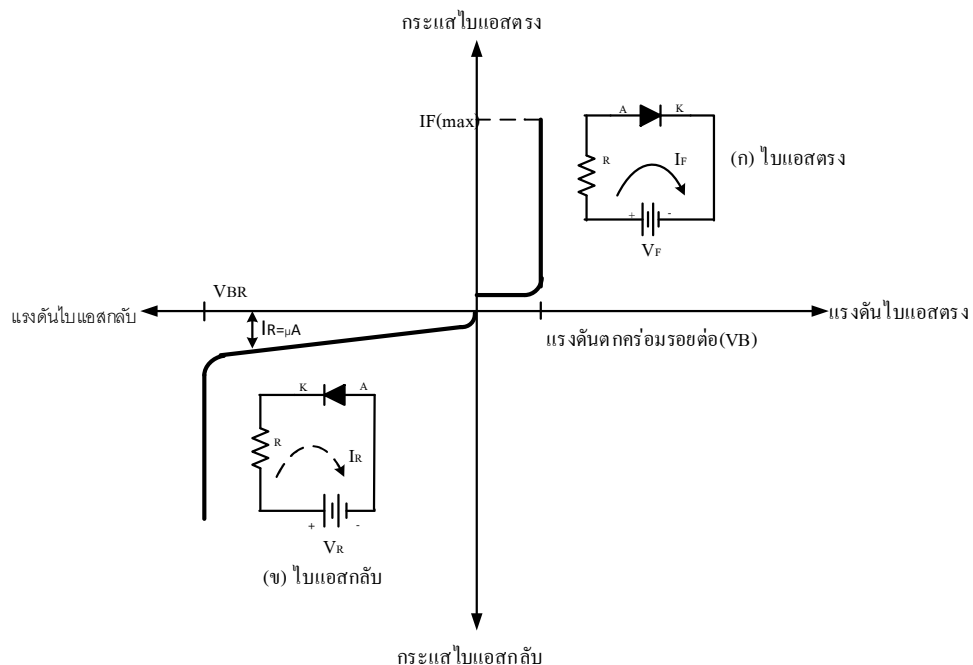 กระแสไบแอสตรง
IF(max)
A K
R
IF
(ก) ไบแอสตรง
+ -
VF
VBR
แรงดันไบแอสกลับ
แรงดันไบแอสตรง
IR=μA
แรงดันตกคร่อมรอยต่อ(VB)
K A
R
IR
+ -
VR
(ข) ไบแอสกลับ
กระแสไบแอสกลับ